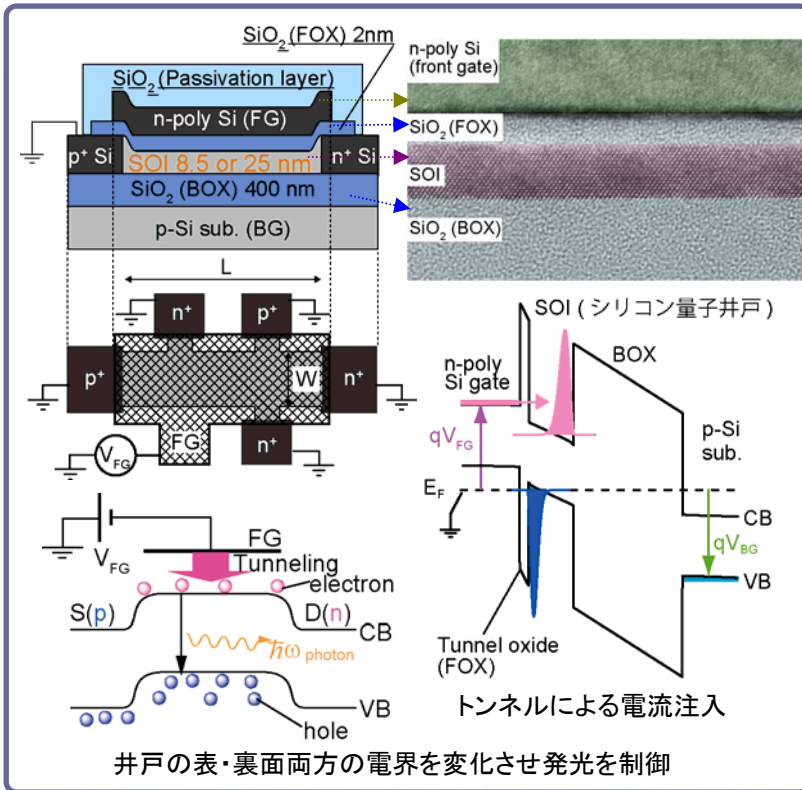 SiO2 (FOX) 2nm
SiO2 (Passivation layer)
n-poly Si (FG)
p+ Si
SOI 8.5 or 25 nm
n+ Si
SiO2 (BOX) 400 nm
p-Si sub. (BG)
n-poly Si
(front gate)
SiO2 (FOX)
SOI
SiO2 (BOX)
L
n+
p+
p+
W
n+
FG
n+
VFG
SOI ( シリコン量子井戸 )
n-poly
Si gate
BOX
qVFG
p-Si
sub.
EF
CB
qVBG
VB
Tunnel oxide
(FOX)
トンネルによる電流注入
VFG
FG
Tunneling
electron
S(p)
D(n)
CB
ħω photon
VB
hole
井戸の表・裏面両方の電界を変化させ発光を制御